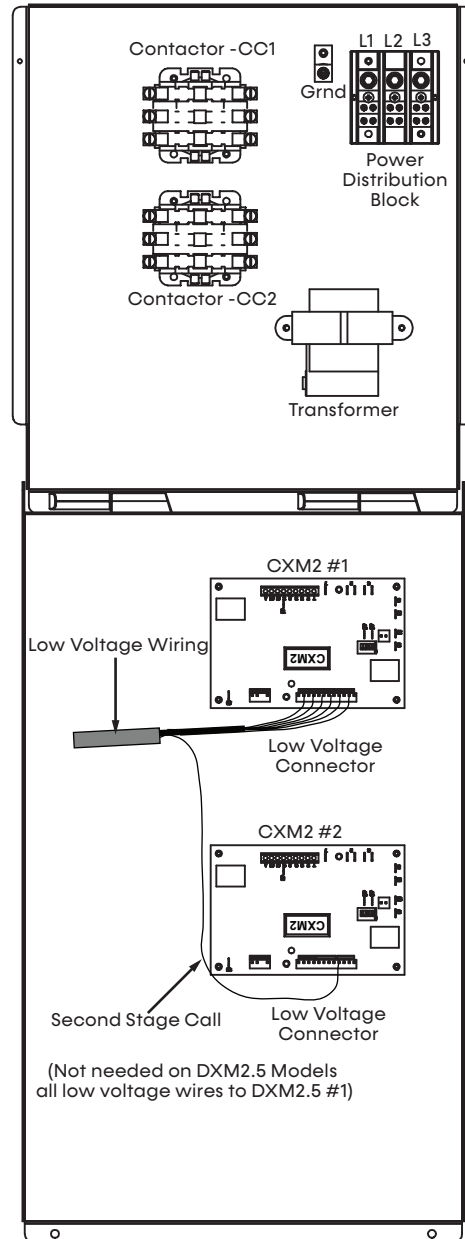 Contactor -CC1
L1 L2 L3
Grnd
Power
Distribution
Block
Contactor -CC2
Transformer
CXM2 #1
Low Voltage Wiring
CXM2
Low Voltage
Connector
CXM2 #2
CXM2
Second Stage Call
Low Voltage
Connector
(Not needed on DXM2.5 Models
all low voltage wires to DXM2.5 #1)